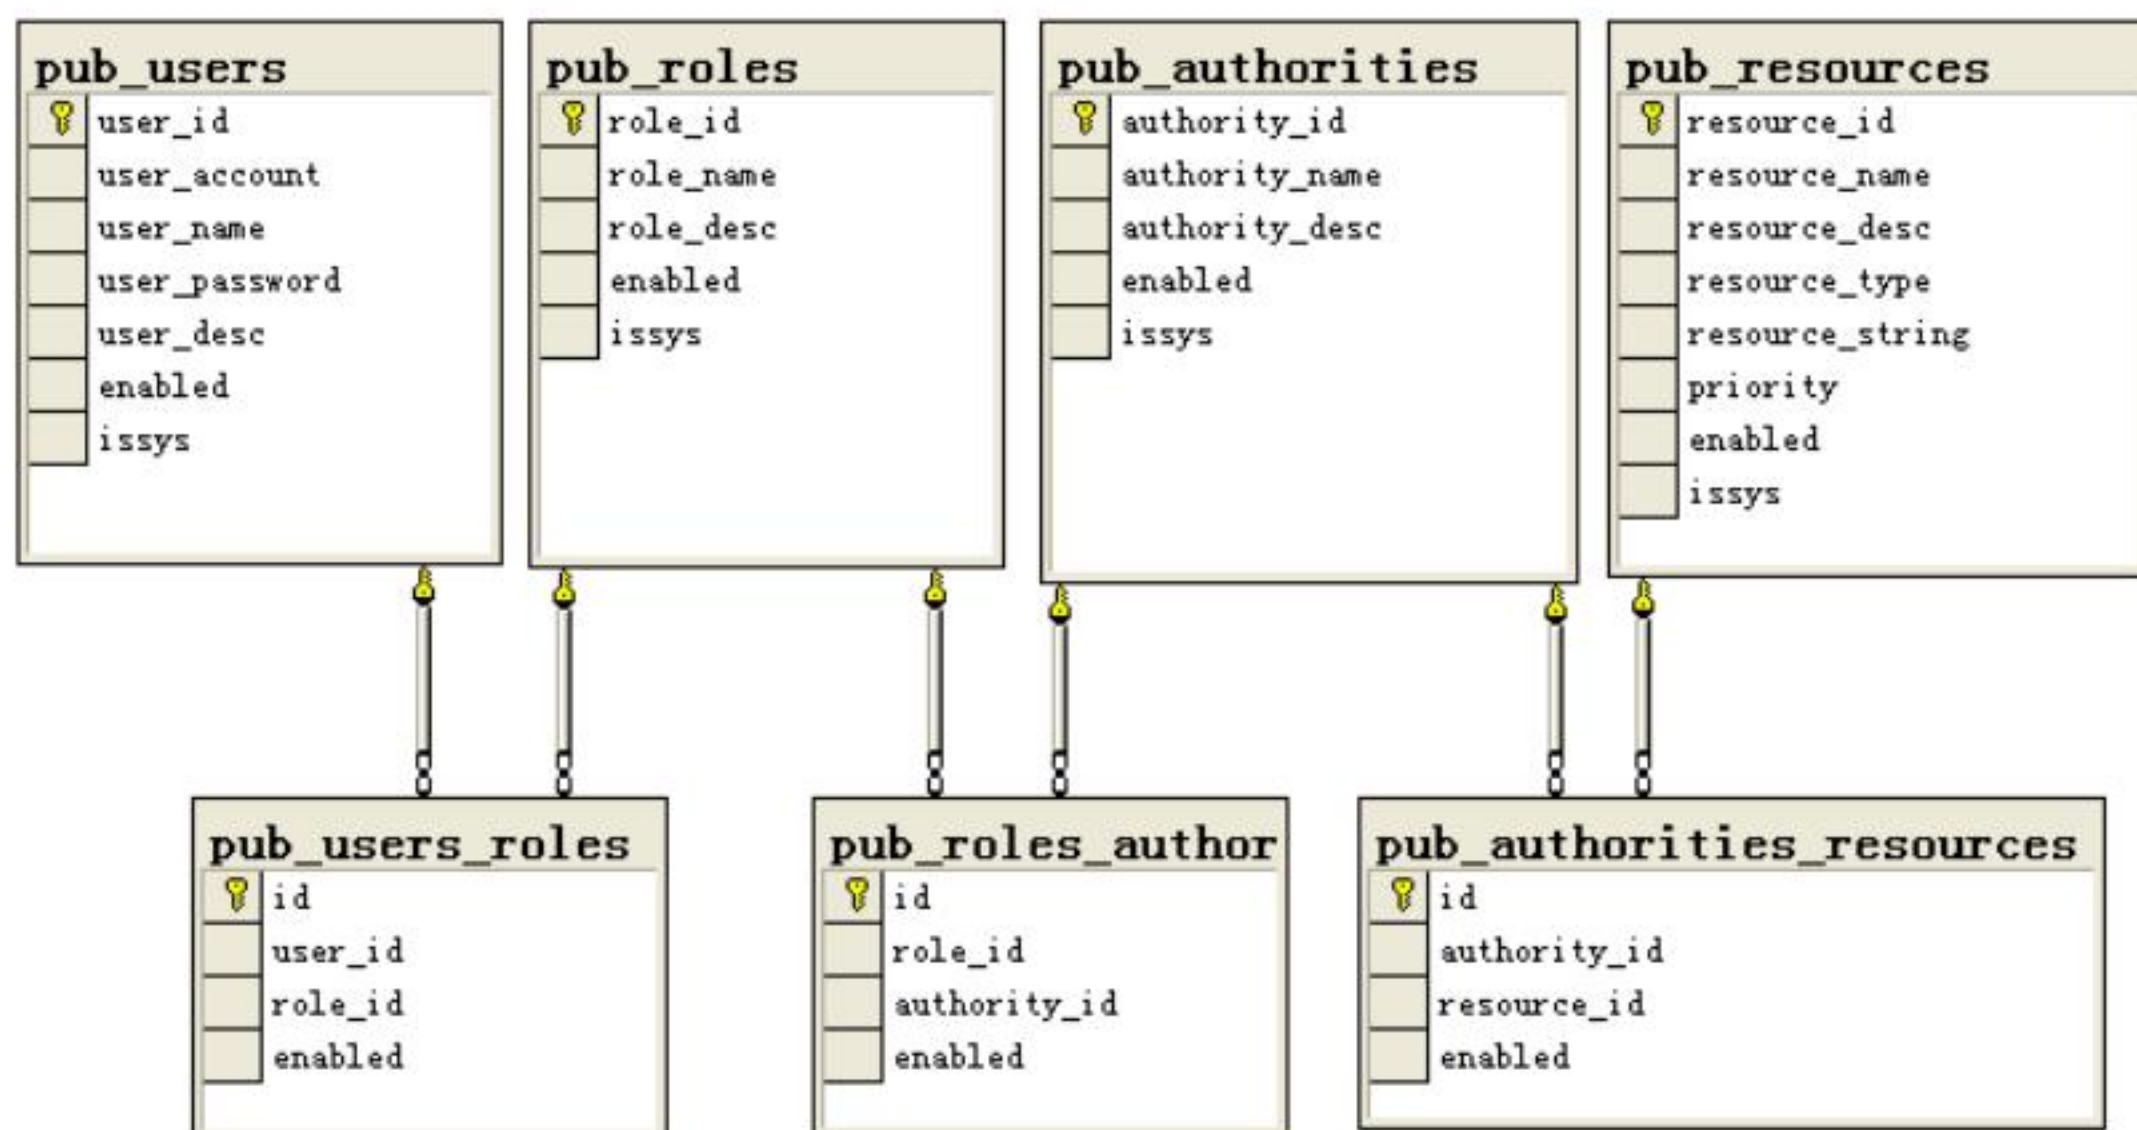 pub_users
user_id
user_account
user_name
user_password
user_desc
enabled
issys
pub_roles
role_id
role_name
role_desc
enabled
issys
pub_authorities
authority_id
authority_name
authority_desc
enabled
issys
pub_resources
resource_id
resource_name
resource_desc
resource_type
resource_string
priority
enabled
issys
pub_users_roles
id
user_id
role_id
enabled
pub_roles_author
id
role_id
authority_id
enabled
pub_authorities_resources
id
authority_id
resource_id
enabled